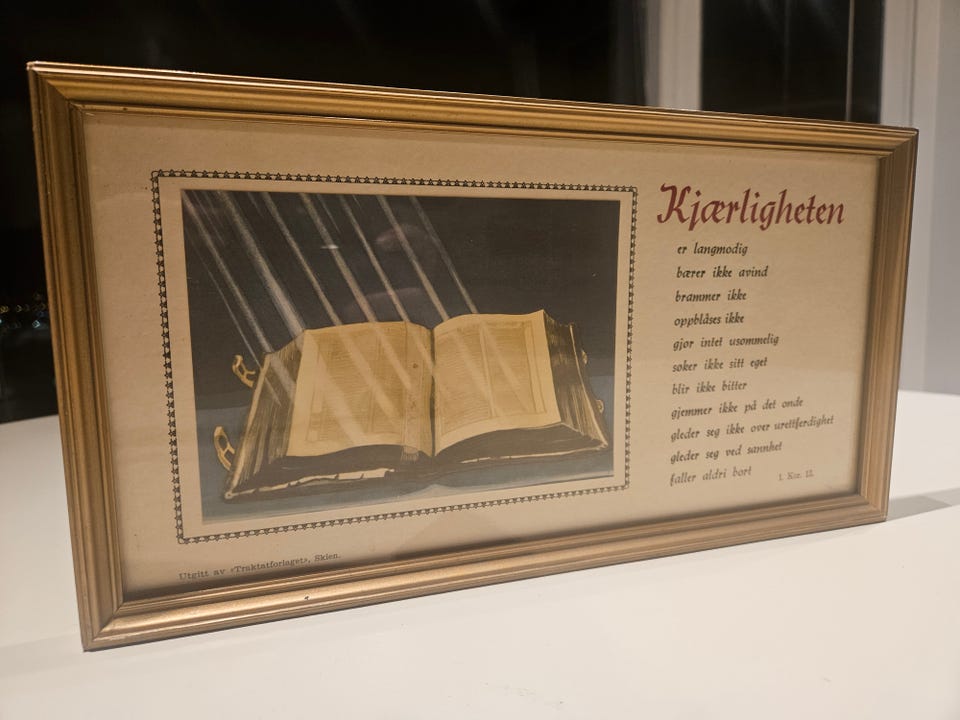 Kjærligheten
er langmodig
bærer ikke avind
brammer ikke
oppblåses ikke
gjør intet usommelig
søker ikke sitt eget
blir ikke bitter
gjemmer ikke på det onde
gleder seg ikke over urettferdighet
gleder seg ved sannhet
faller aldri bort
1. Kor. 13.
Utgitt av «Traktatforlaget», Skien.